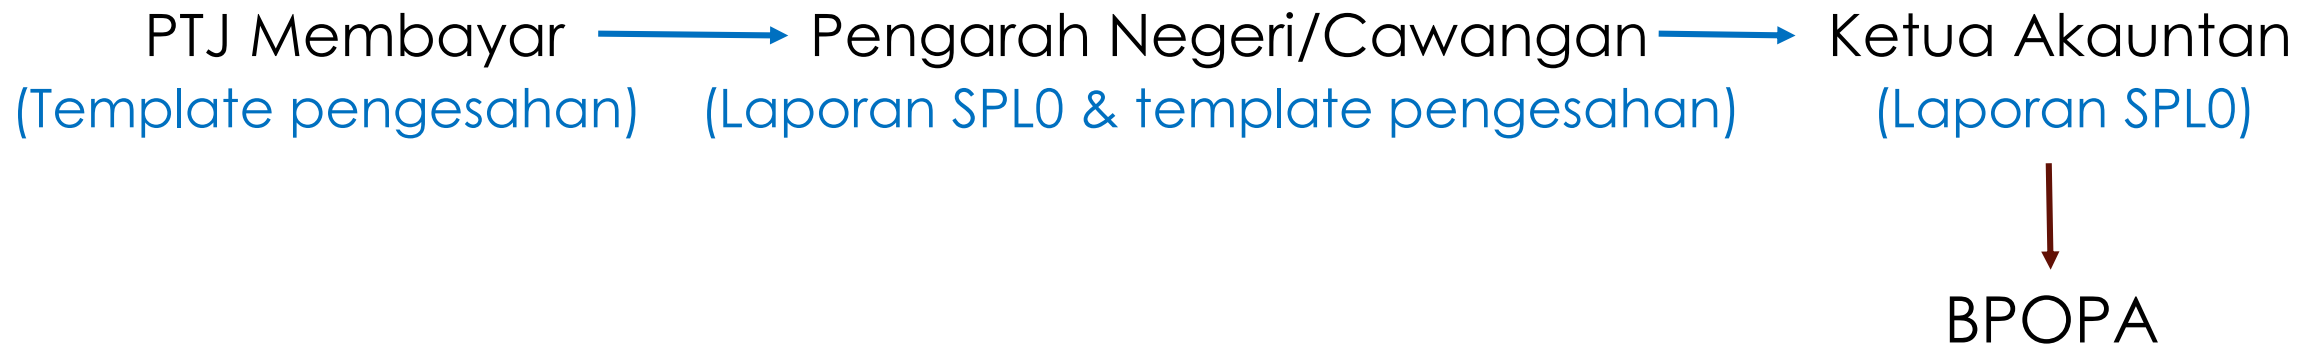 PTJ Membayar
Pengarah Negeri/Cawangan
Ketua Akauntan
(Template pengesahan)
(Laporan SPL0 & template pengesahan)
(Laporan SPL0)
BPOPA